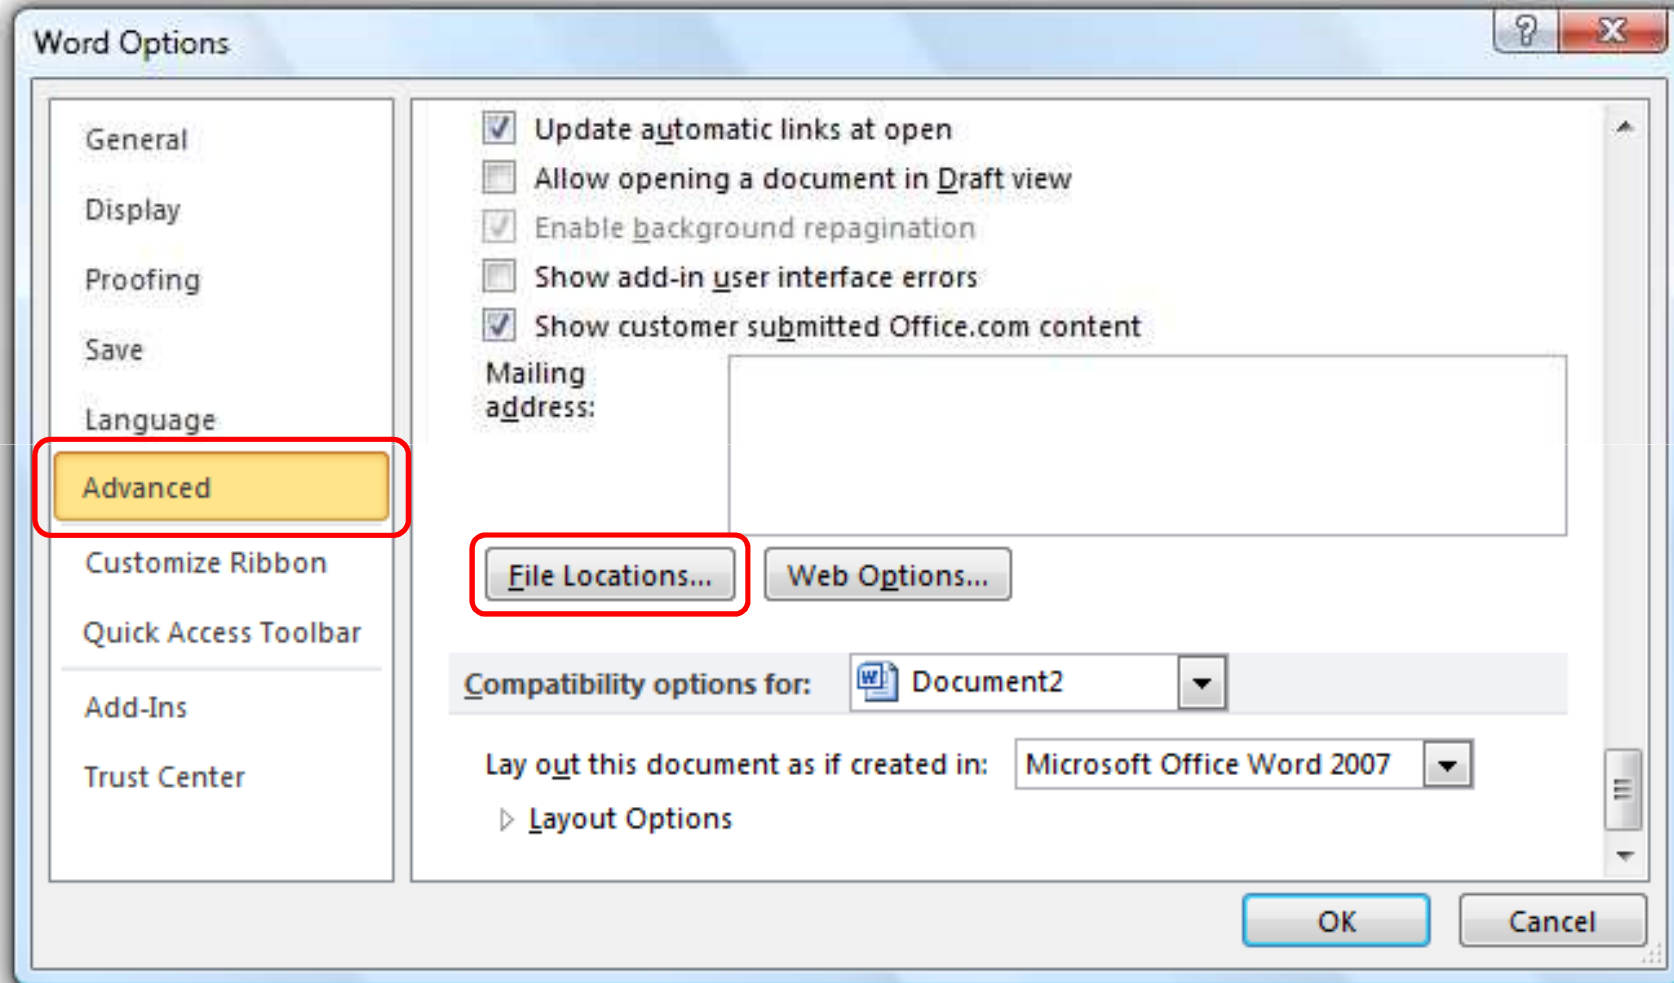 Word Options
General
Display
Proofing
Save
Language
Advanced
Customize Ribbon
Quick Access Toolbar
Add-Ins
Trust Center
Update automatic links at open
Allow opening a document in Draft view
Enable background repagination
Show add-in user interface errors
Show customer submitted Office.com content
Mailing
address:
File Locations... Web Options...
Compatibility options for: Document2
Lay out this document as if created in: Microsoft Office Word 2007
Layout Options
OK Cancel